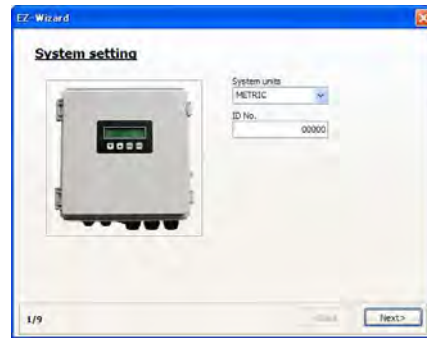 EZ-Wizard
System setting
System units
METRIC
ID No.
00000
1/9
<Back
Next>